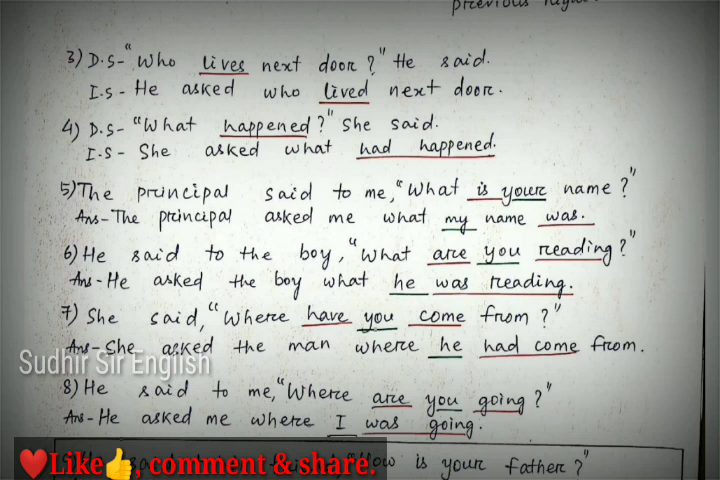 previous
3) D.S-"Who lives next door?" He said.
I.S - He asked who lived next door.
4) D.S- "What happened?" She said.
I.S - She asked what had happened.
5) The principal said to me, "What is your name?"
Ans- The principal asked me what my name was.
6) He said to the boy, "What are you reading?"
Ans- He asked the boy what he was reading.
7) She said, "Where have you come from?"
Ans- She asked the man where he had come from.
Sudhir Sir English
8) He said to me, "Where are you going?"
Ans- He asked me where I was going.
said How is your father?"
❤️Like👍, comment & share.